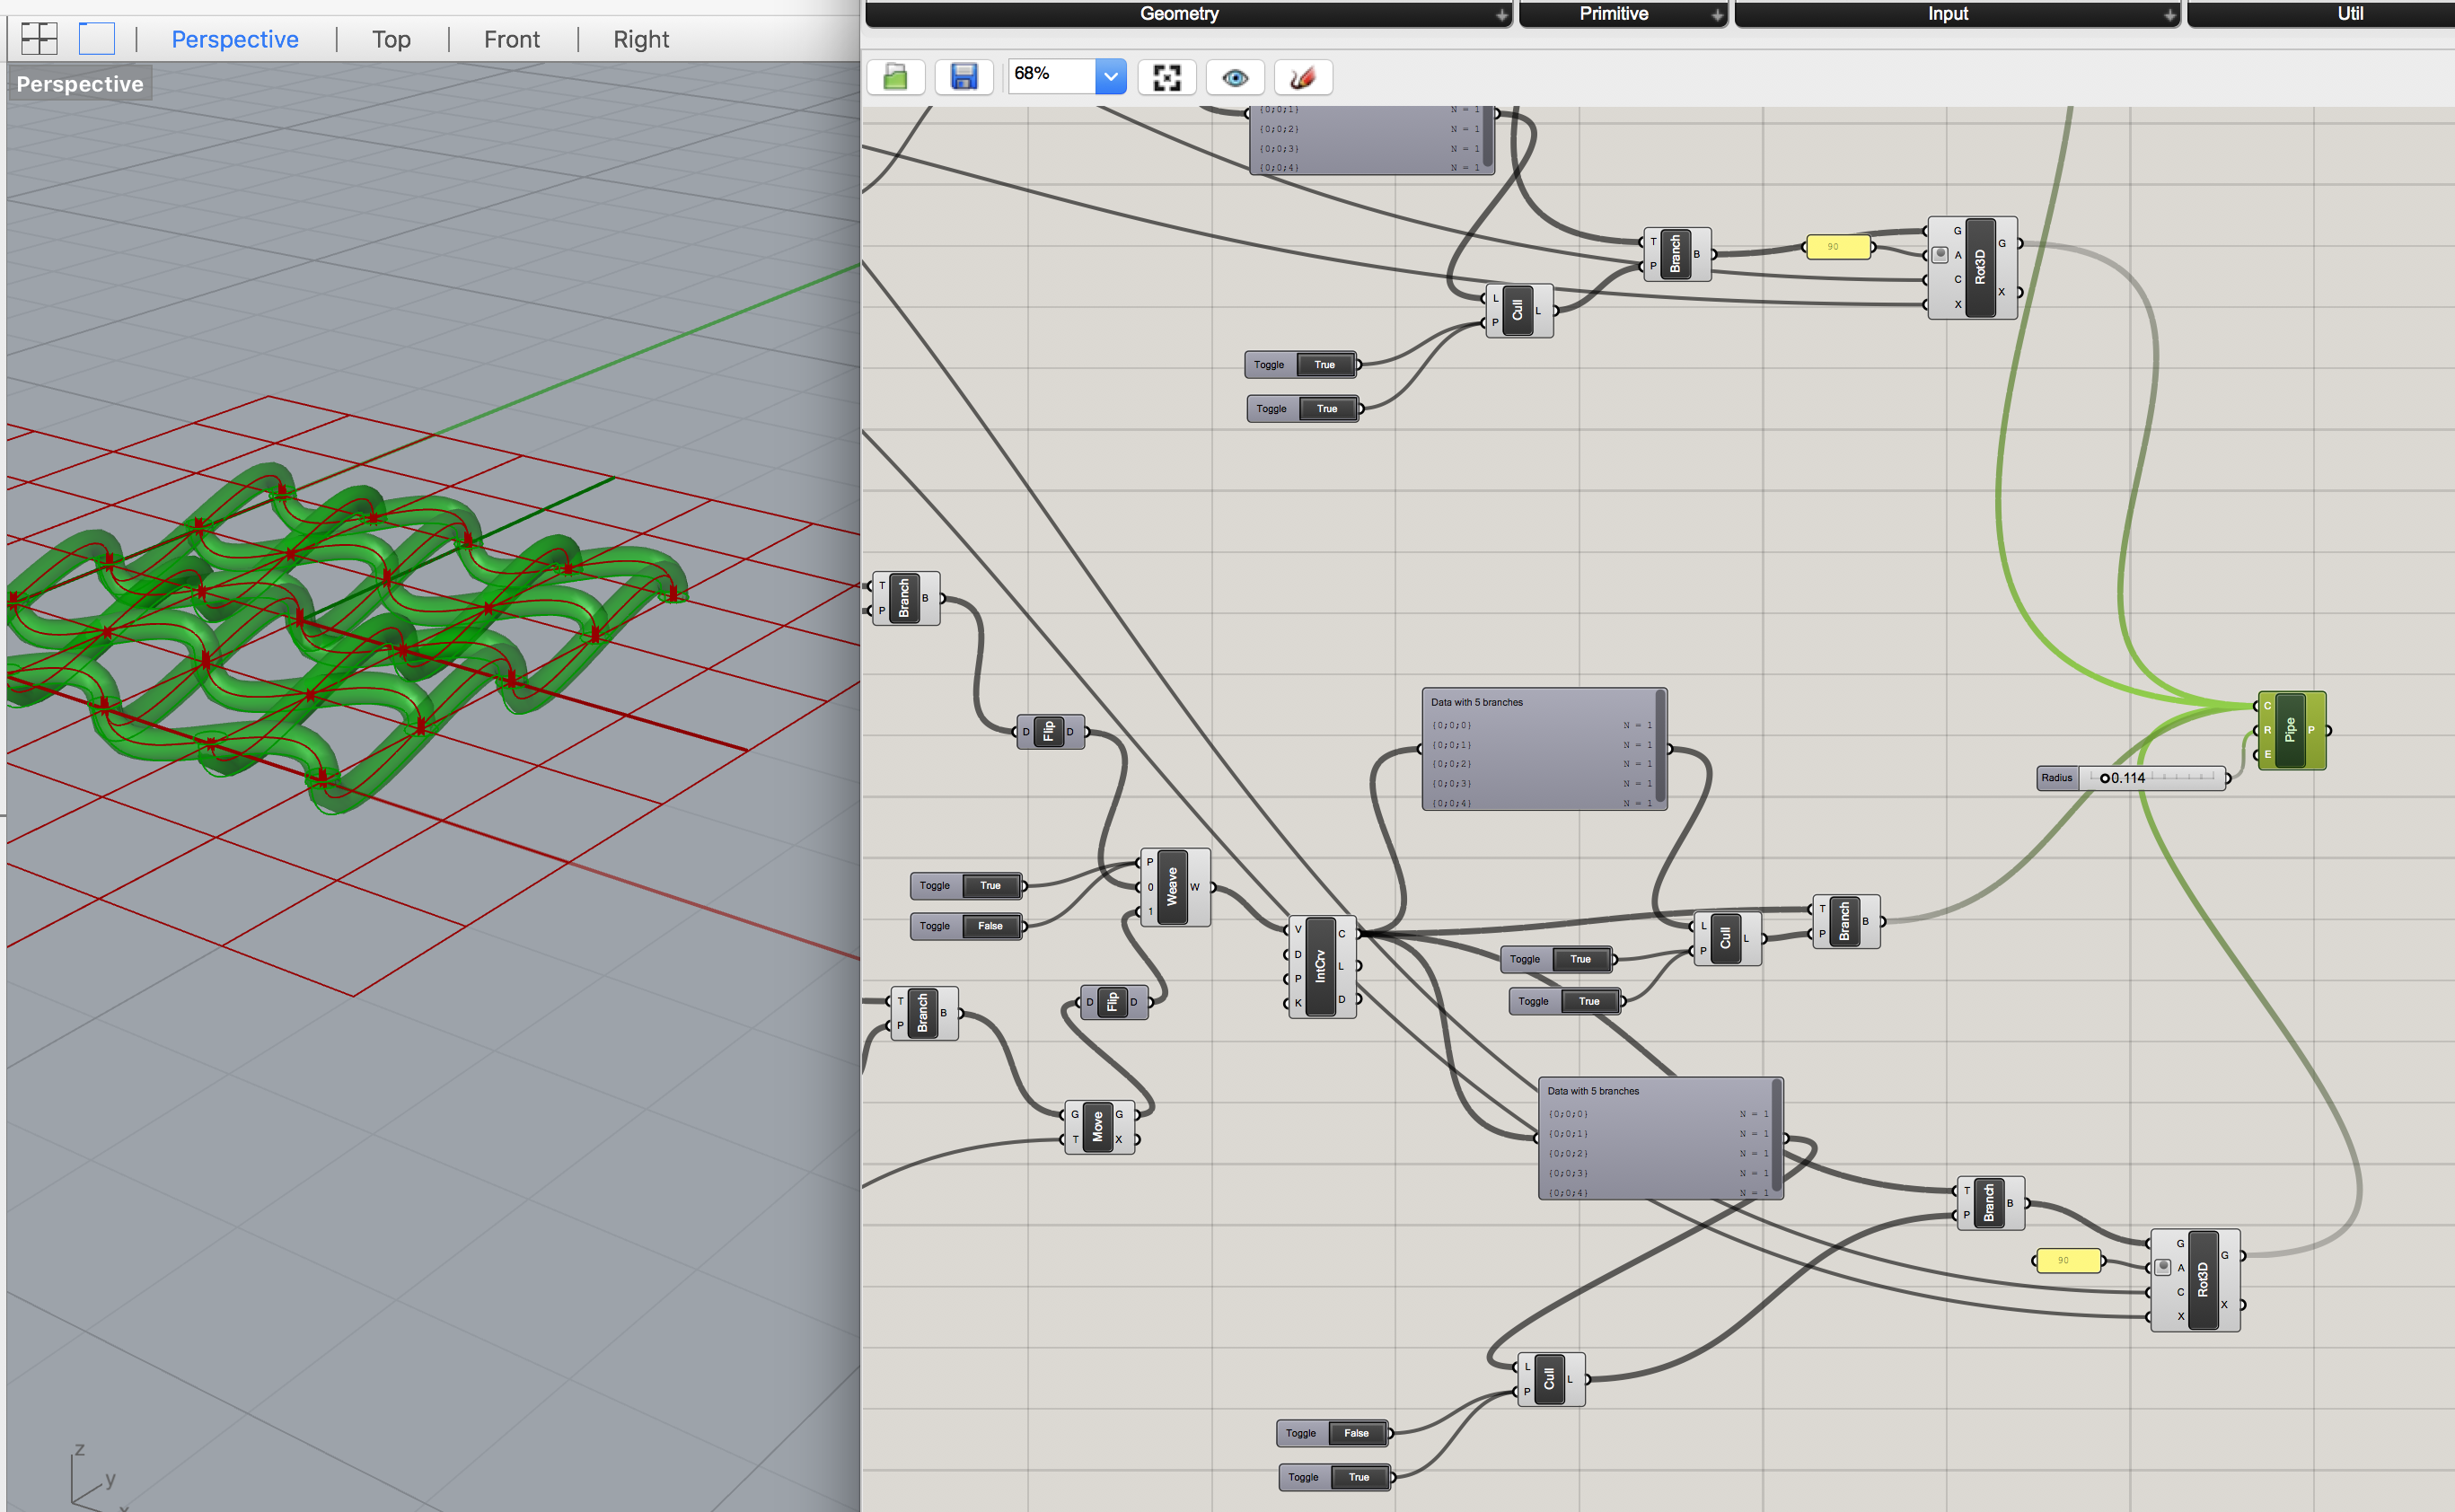 Geometry
Primitive
Input
Util
Perspective
Top
Front
Right
Perspective
68%
{0;0;1} N = 1
{0;0;2} N = 1
{0;0;3} N = 1
{0;0;4} N = 1
T
P
Branch
B
90
G
A
C
X
Rot3D
G
X
L
P
Cull
L
Toggle True
Toggle True
T
P
Branch
B
D Flip D
Data with 5 branches
{0;0;0} N = 1
{0;0;1} N = 1
{0;0;2} N = 1
{0;0;3} N = 1
{0;0;4} N = 1
C
R
E
Pipe
P
Radius 0.114
Toggle True
Toggle False
P
0
1
Weave
W
V
D
P
K
IntCrv
C
L
D
Toggle True
Toggle True
L
P
Cull
L
T
P
Branch
B
T
P
Branch
B
D Flip D
G
T
Move
G
X
Data with 5 branches
{0;0;0} N = 1
{0;0;1} N = 1
{0;0;2} N = 1
{0;0;3} N = 1
{0;0;4} N = 1
T
P
Branch
B
90
G
A
C
X
Rot3D
G
X
L
P
Cull
L
Toggle False
Toggle True
z
y
x